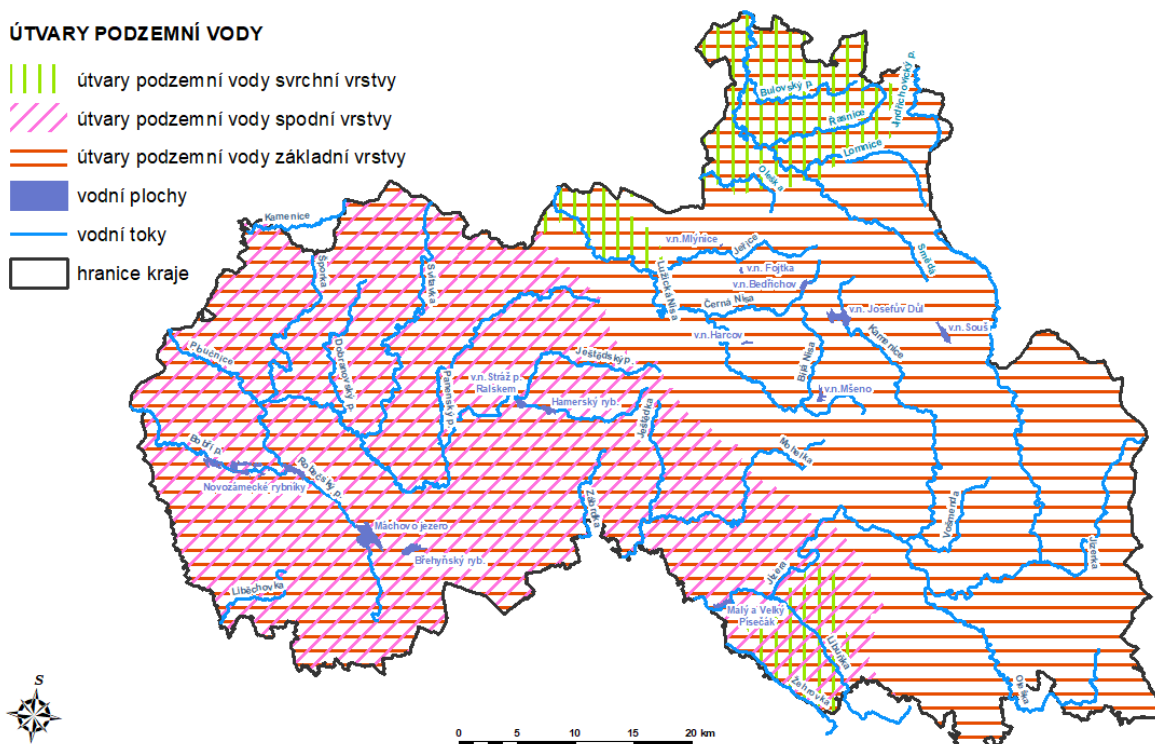 ÚTVARY PODZEMNÍ VODY
útvary podzemní vody svrchní vrstvy
útvary podzemní vody spodní vrstvy
útvary podzemní vody základní vrstvy
vodní plochy
vodní toky
hranice kraje
Bulovský p.
Jindřichovický p.
Řasnice
Lomnice
Oleška
Kamenice
Šporka
Svitavka
v.n. Mlýnice
Jeřice
v.n. Fojtka
v.n. Bedřichov
Smědá
Lužická Nisa
Černá Nisa
v.n. Josefův Důl
v.n. Souš
v.n. Harcov
Kamenice
Bílá Nisa
Ploučnice
Dobranovský p.
Ještědský p.
v.n. Stráž p.
Ralskem
Panenský p.
Hamerský ryb.
v.n. Mšeno
Ještědka
Mohelka
Bobří p.
Robečský p.
Novozámecké rybníky
Zábrdka
Vošmenda
Máchovo jezero
Břehyňský ryb.
Jizerka
Jizera
Liběchovka
Malý a Velký
Písečák
Libuňka
Žehrovka
Oleška
S
0 5 10 15 20 km